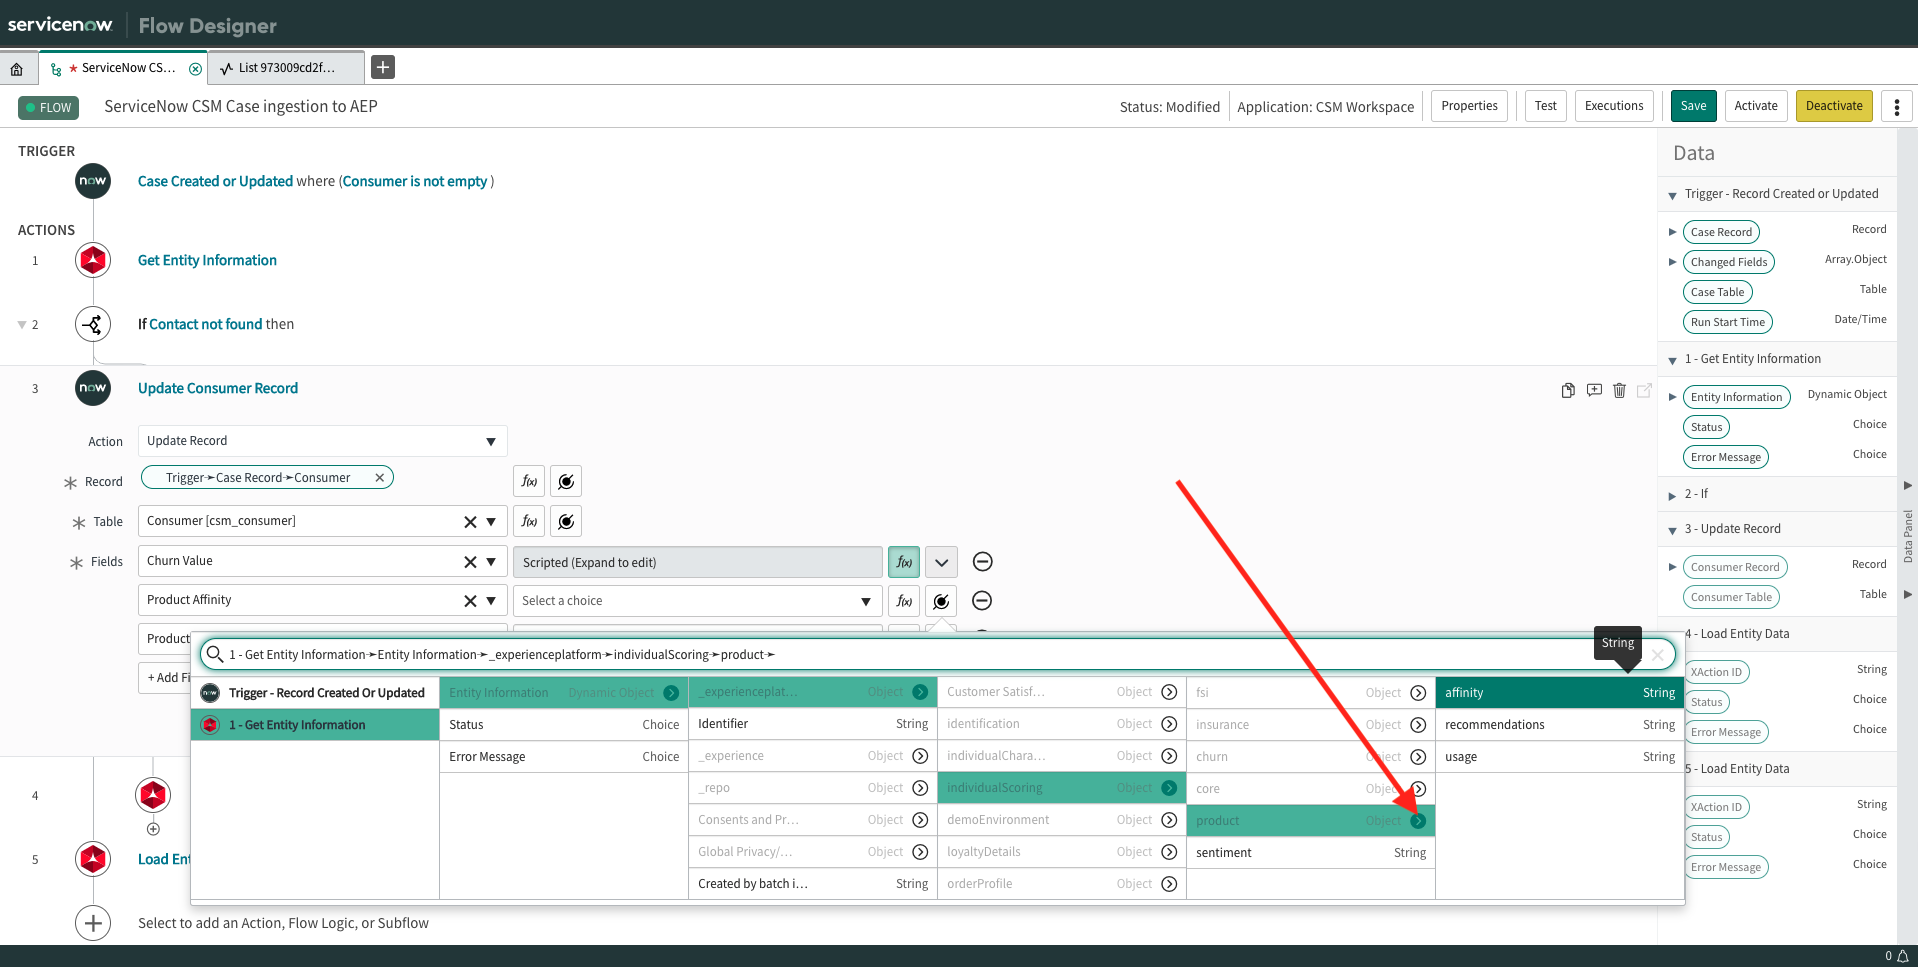 servicenow Flow Designer
ServiceNow CS... List 973009cd2f...
FLOW ServiceNow CSM Case ingestion to AEP Status: Modified Application: CSM Workspace Properties Test Executions Save Activate Deactivate
TRIGGER
now Case Created or Updated where (Consumer is not empty )
ACTIONS
1 Get Entity Information
2 If Contact not found then
3 now Update Consumer Record
Action Update Record
Record Trigger➛Case Record➛Consumer
Table Consumer [csm_consumer]
Fields Churn Value Scripted (Expand to edit)
Product Affinity Select a choice
Product
+ Add Fi
1 - Get Entity Information➛Entity Information➛_experienceplatform➛individualScoring➛product➛
String
now Trigger - Record Created Or Updated
1 - Get Entity Information
Entity Information Dynamic Object
Status Choice
Error Message Choice
_experienceplat... Object
Identifier String
_experience Object
_repo Object
Consents and Pr... Object
Global Privacy/... Object
Created by batch i... String
Customer Satisf... Object
identification Object
individualChara... Object
individualScoring Object
demoEnvironment Object
loyaltyDetails Object
orderProfile Object
fsi Object
insurance Object
churn Object
core Object
product Object
sentiment String
affinity String
recommendations String
usage String
4
5 Load Ent
Select to add an Action, Flow Logic, or Subflow
Data
Trigger - Record Created or Updated
Case Record Record
Changed Fields Array.Object
Case Table Table
Run Start Time Date/Time
1 - Get Entity Information
Entity Information Dynamic Object
Status Choice
Error Message Choice
2 - If
3 - Update Record
Consumer Record Record
Consumer Table Table
4 - Load Entity Data
XAction ID String
Status Choice
Error Message Choice
5 - Load Entity Data
XAction ID String
Status Choice
Error Message Choice
Data Panel
0